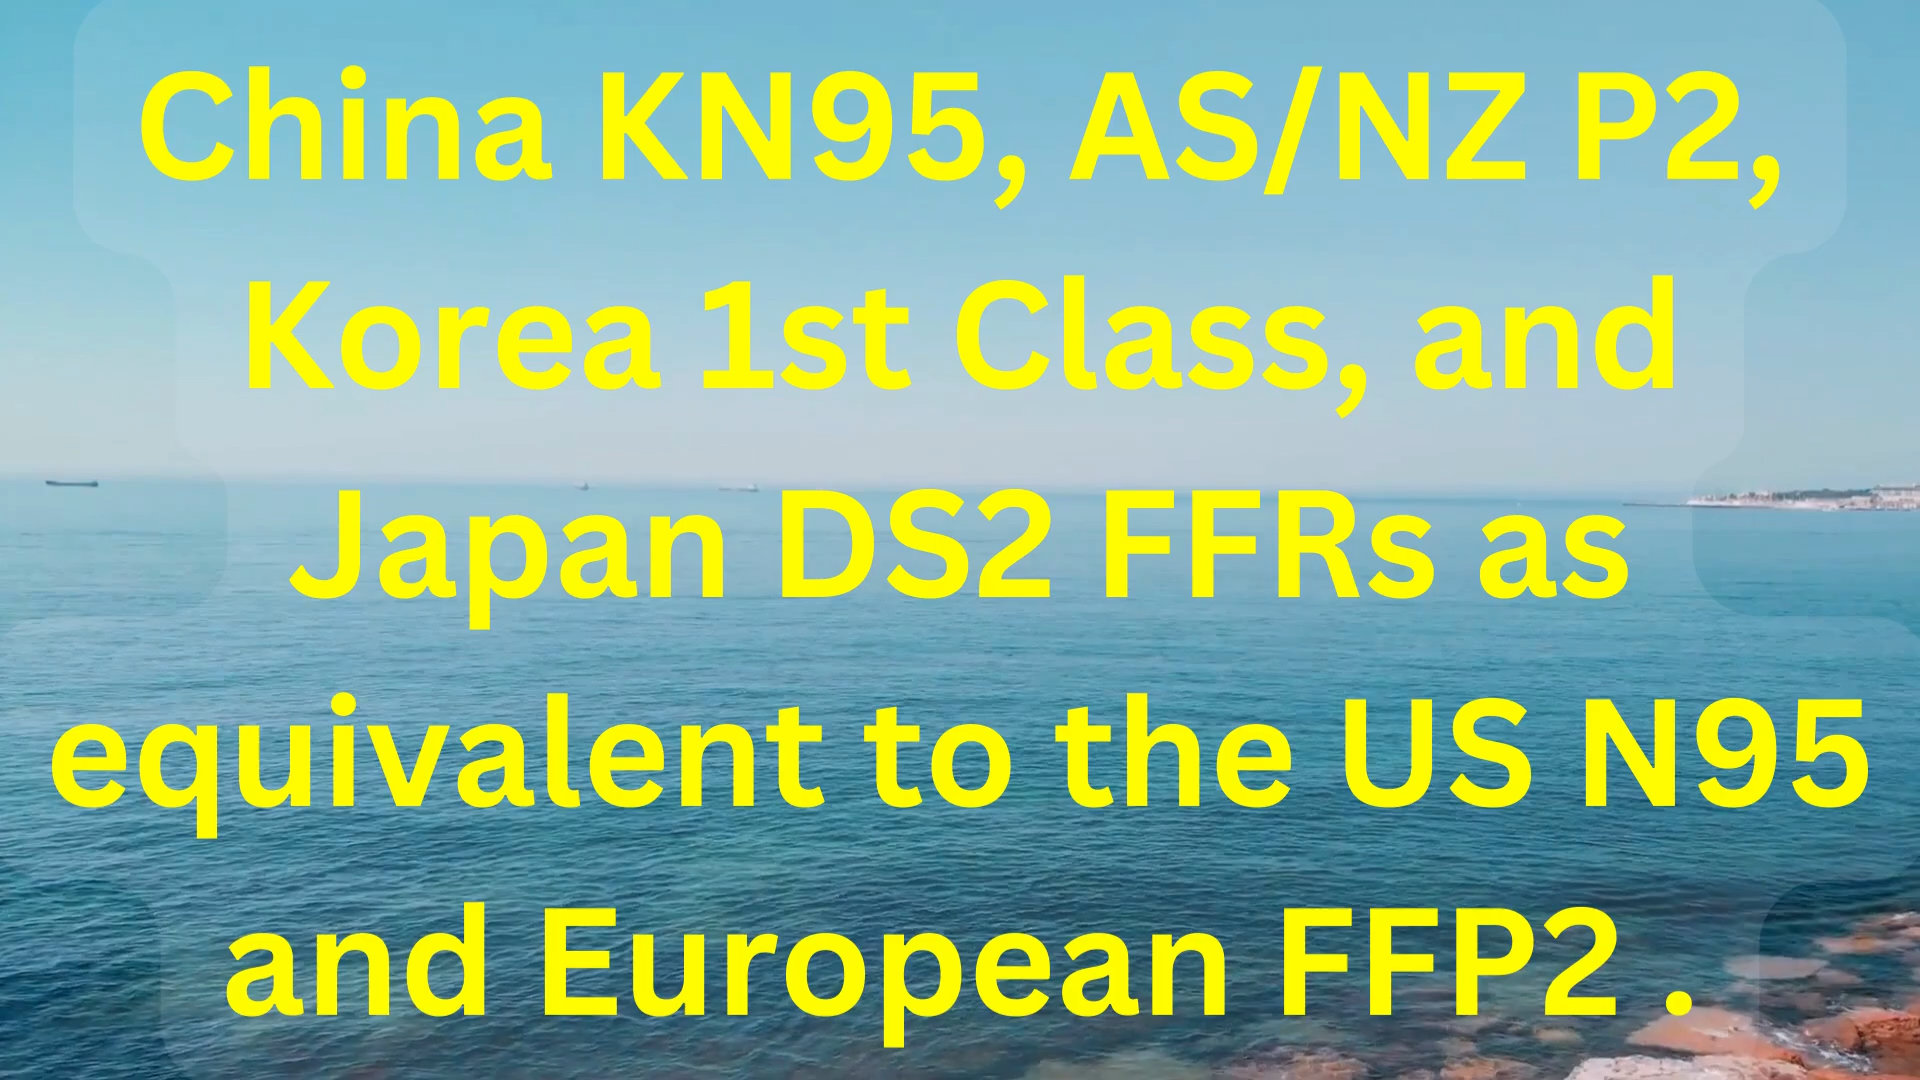 China KN95, AS/NZ P2,
Korea 1st Class, and
Japan DS2 FFRs as
equivalent to the US N95
and European FFP2 .